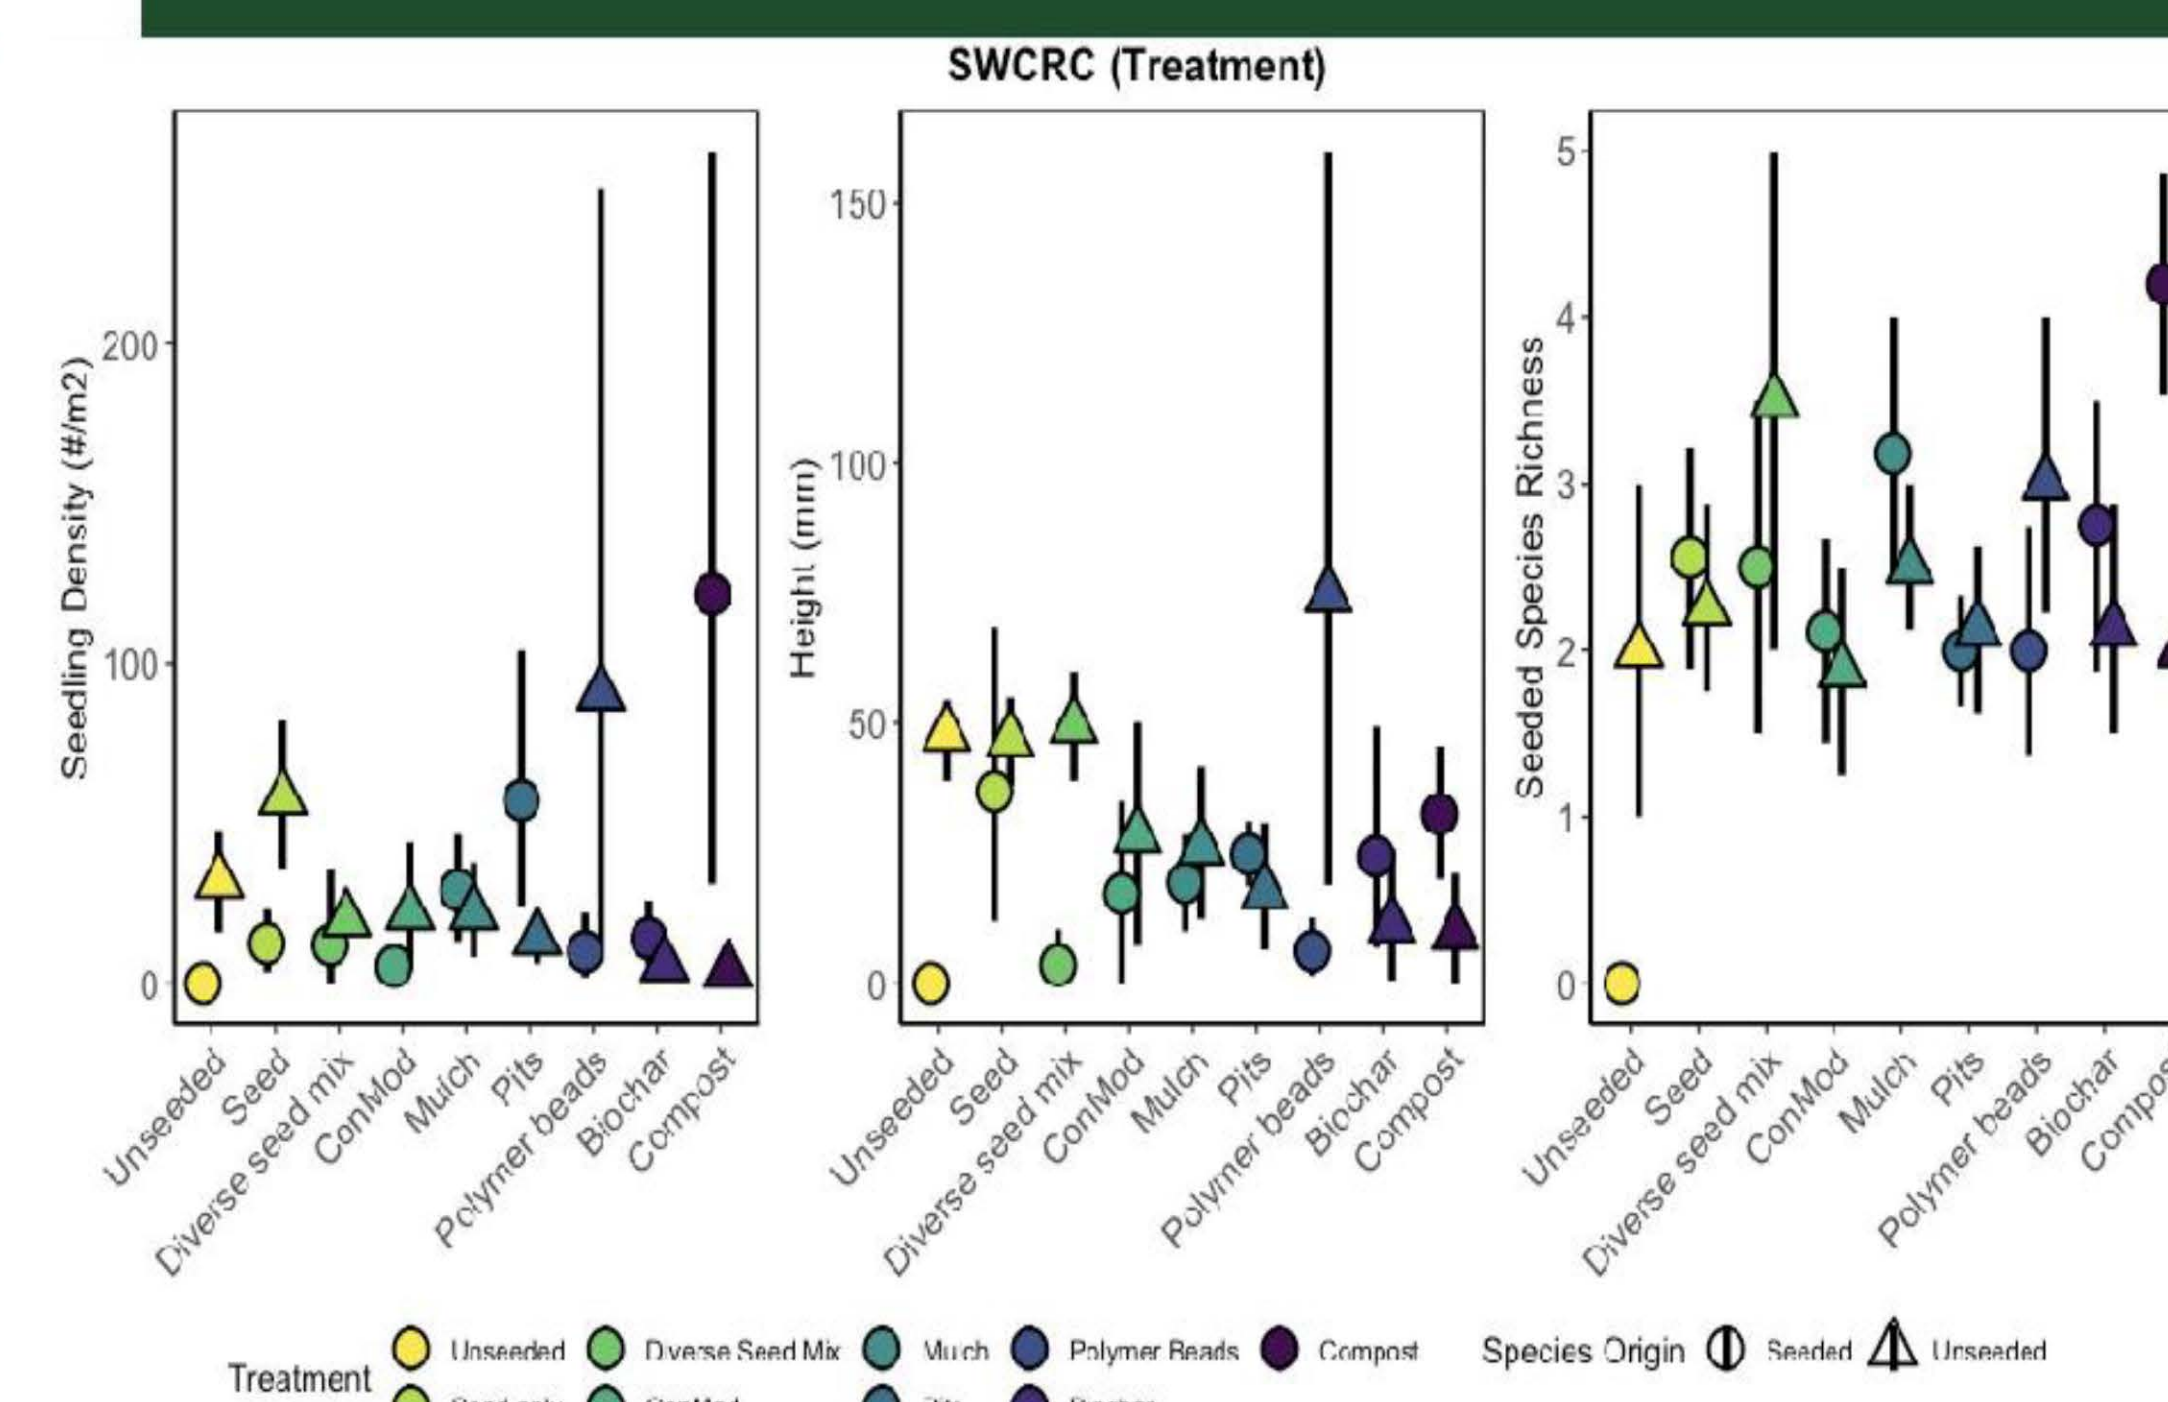 SWCRC (Treatment)
Seedling Density (#/m2)
200
100
0
Unseeded
Seed
Diverse seed mix
ConMod
Mulch
Pits
Polymer beads
Biochar
Compost
Height (mm)
150
100
50
0
Unseeded
Seed
Diverse seed mix
ConMod
Mulch
Pits
Polymer beads
Biochar
Compost
Seeded Species Richness
5
4
3
2
1
0
Unseeded
Seed
Diverse seed mix
ConMod
Mulch
Pits
Polymer beads
Biochar
Compos
Treatment
Unseeded
Diverse Seed Mix
Mulch
Polymer Beads
Compost
Species Origin
Seeded
Unseeded